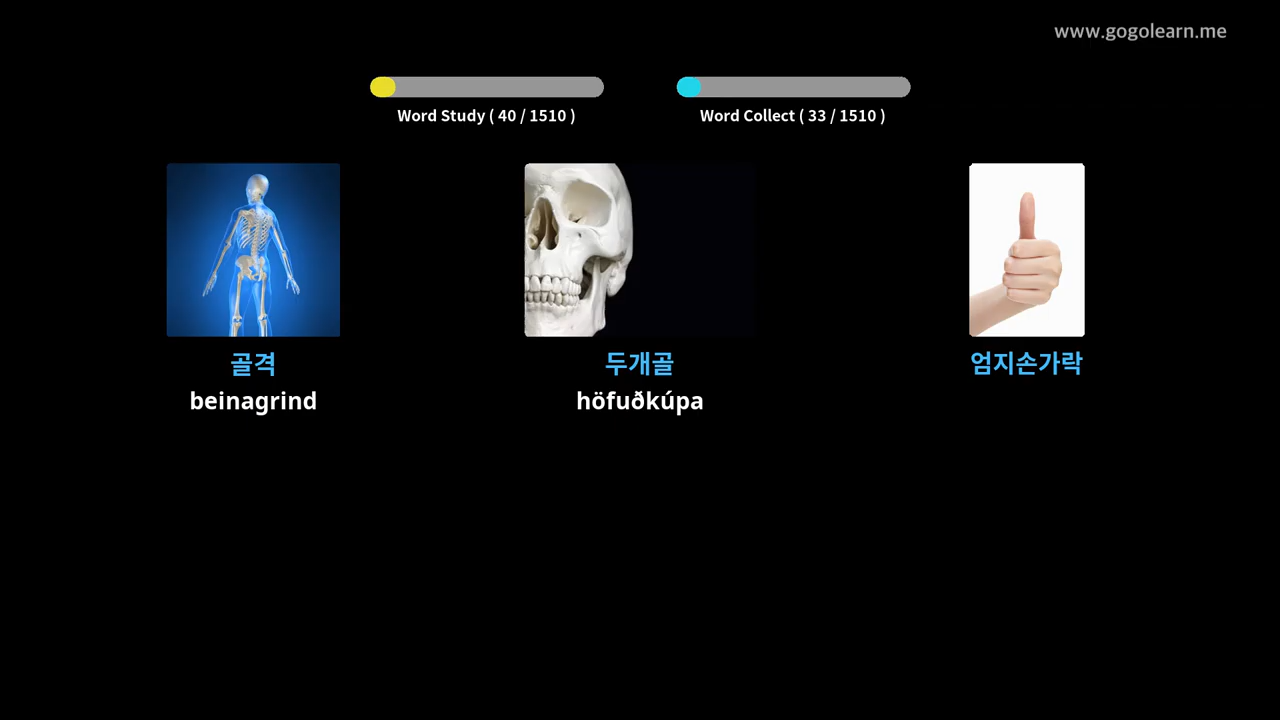 www.gogolearn.me
Word Study ( 40 / 1510 )
Word Collect ( 33 / 1510 )
골격
두개골
엄지손가락
beinagrind
höfuðkúpa